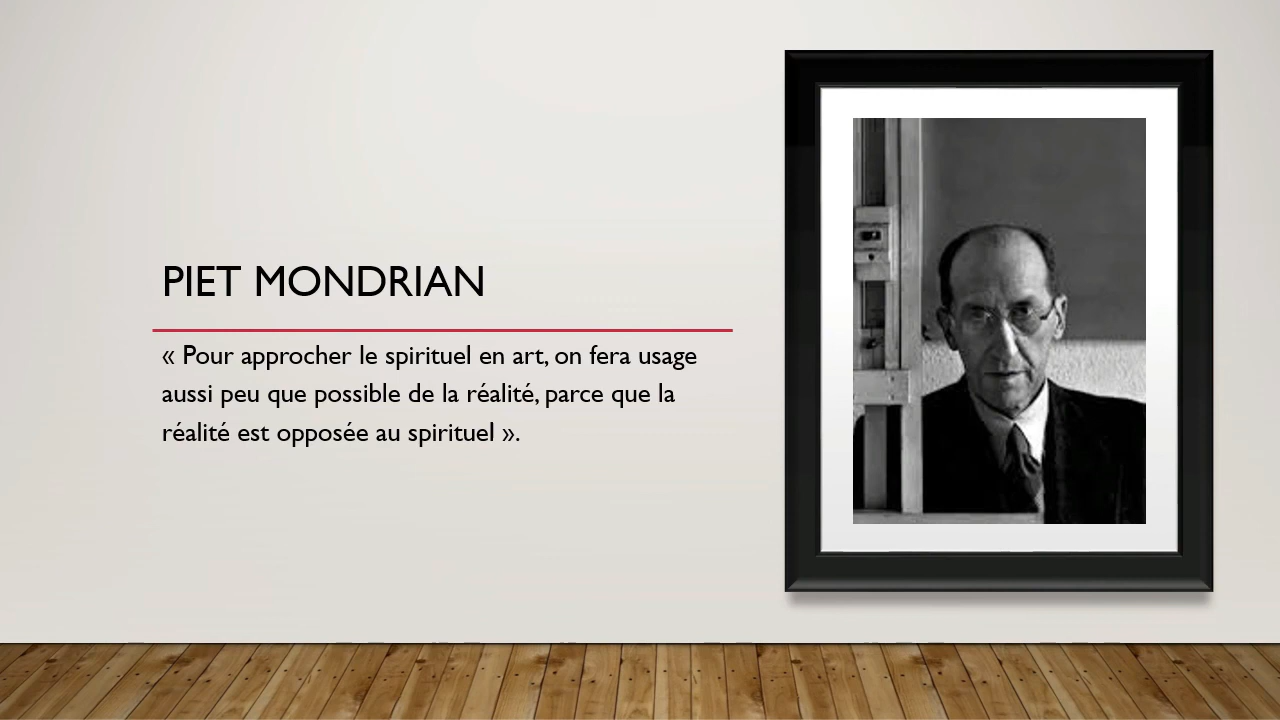 PIET MONDRIAN
« Pour approcher le spirituel en art, on fera usage
aussi peu que possible de la réalité, parce que la
réalité est opposée au spirituel ».